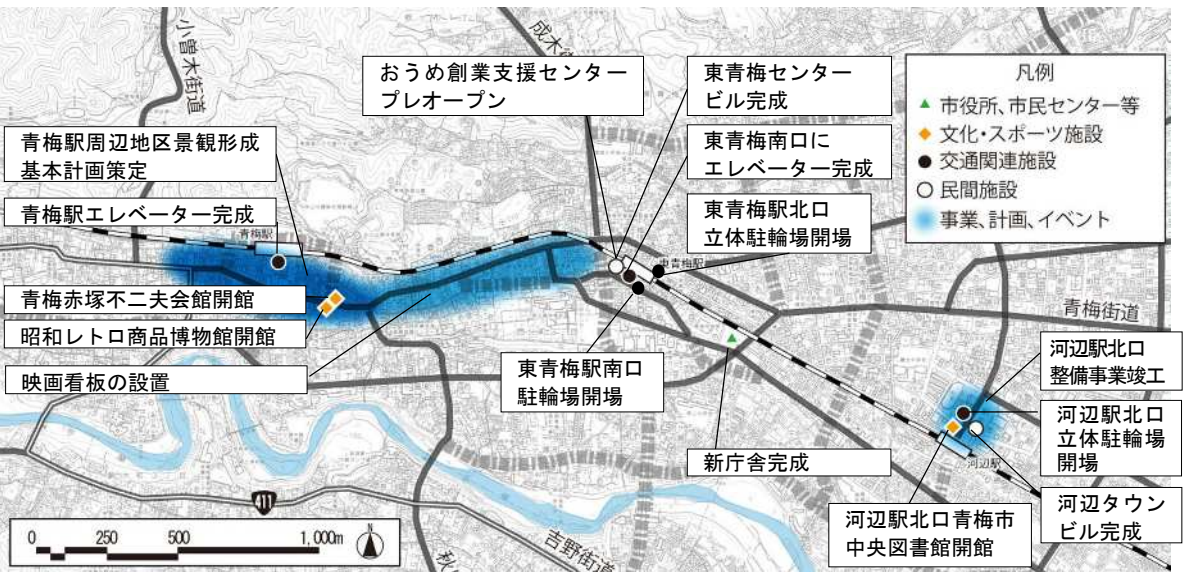 小曽木街道
成木街
おうめ創業支援センター
プレオープン
東青梅センター
ビル完成
凡例
市役所、市民センター等
文化・スポーツ施設
交通関連施設
民間施設
事業、計画、イベント
青梅駅周辺地区景観形成
基本計画策定
東青梅南口に
エレベーター完成
青梅駅エレベーター完成
東青梅駅北口
立体駐輪場開場
青梅駅
東青梅駅
青梅赤塚不二夫会館開館
昭和レトロ商品博物館開館
映画看板の設置
青梅街道
東青梅駅南口
駐輪場開場
河辺駅北口
整備事業竣工
河辺駅北口
立体駐輪場
開場
新庁舎完成
河辺駅
河辺タウン
ビル完成
河辺駅北口青梅市
中央図書館開館
411
吉野街道
0 250 500 1,000m
N
秋